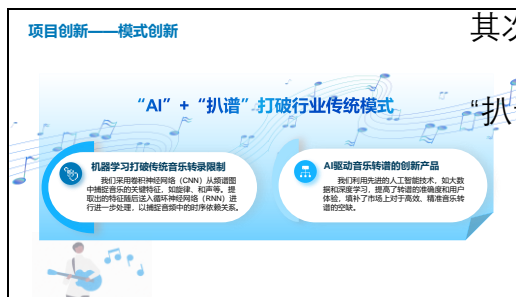 项目创新——模式创新
其次
“AI”+“扒谱”打破行业传统模式
“扒
机器学习打破传统音乐转录限制
我们采用卷积神经网络（CNN）从频谱图
中捕捉音乐的关键特征，如旋律、和声等。提
取出的特征随后送入循环神经网络（RNN）进
行进一步处理，以捕捉音频中的时序依赖关系。
AI驱动音乐转谱的创新产品
我们利用先进的人工智能技术，如大数
据和深度学习，提高了转谱的准确度和用户
体验，填补了市场上对于高效、精准音乐转
谱的空缺。